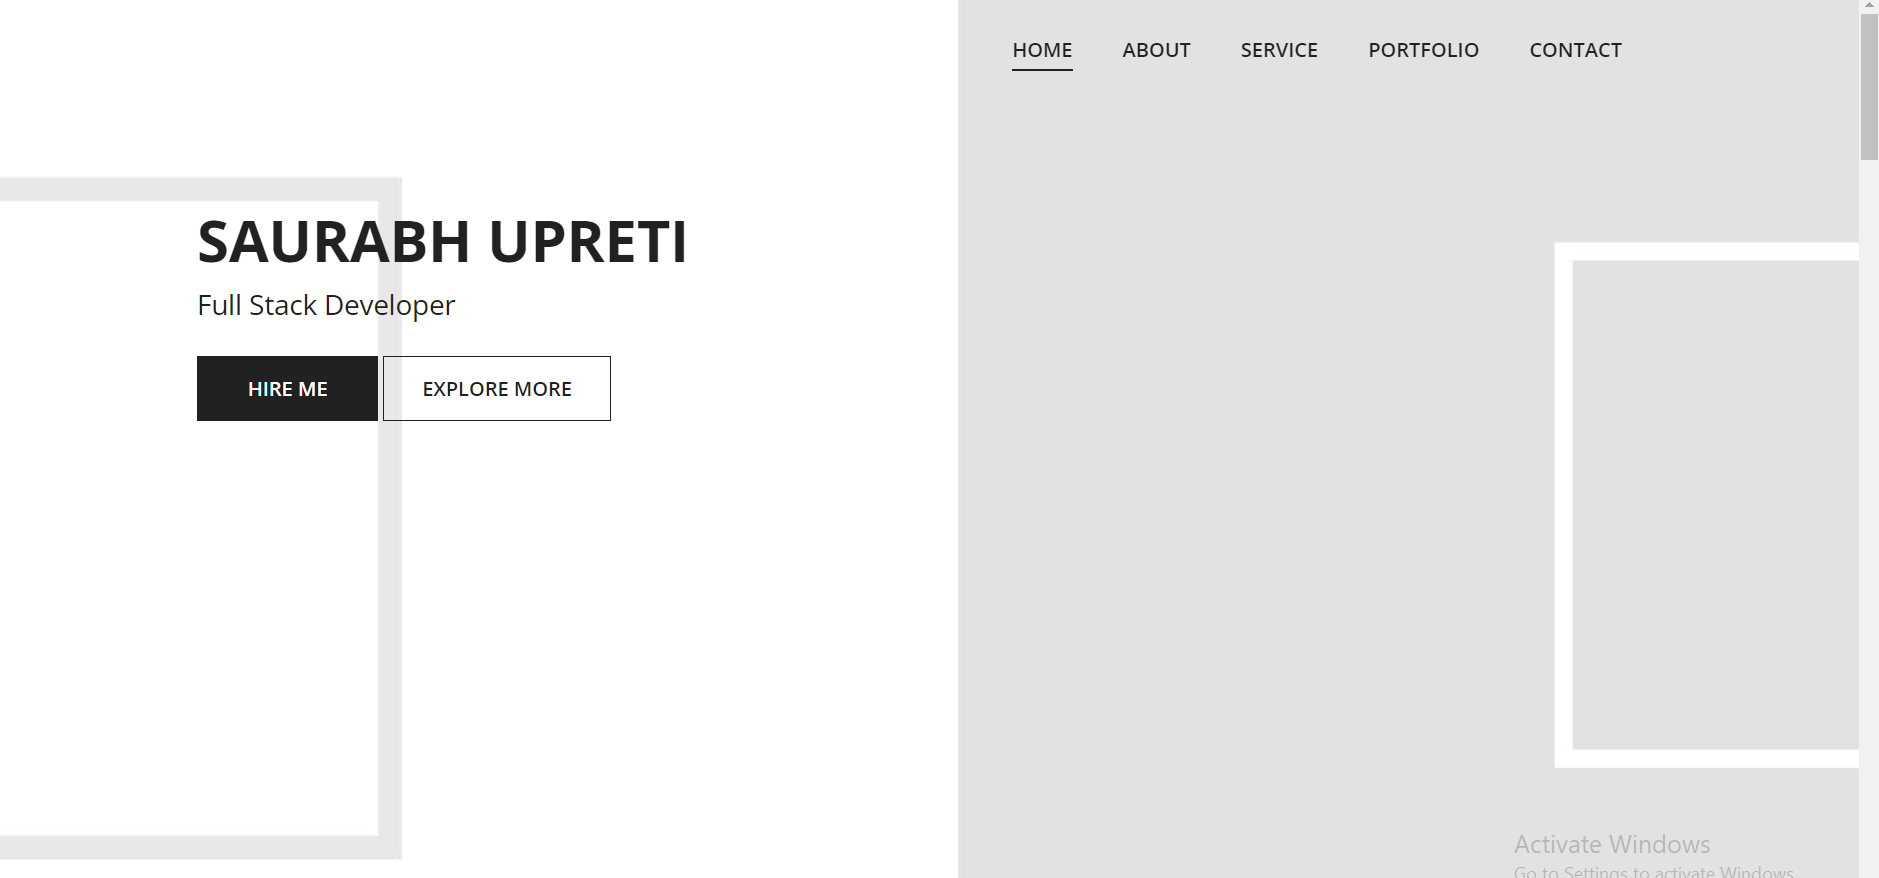 HOME ABOUT SERVICE PORTFOLIO CONTACT
SAURABH UPRETI
Full Stack Developer
HIRE ME EXPLORE MORE
Activate Windows
Go to Settings to activate Windows